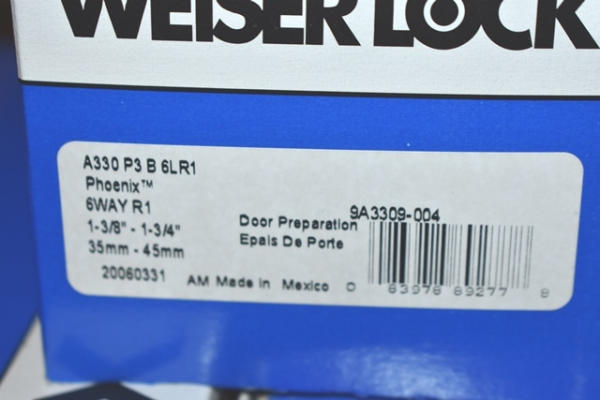 WEISER LOCK
A330 P3 B 6LR1
Phoenix™
6WAY R1
1-3/8" - 1-3/4"
35mm - 45mm
20060331
Door Preparation
Epais De Porte
9A3309-004
AM Made in Mexico
0 63978 89277 8